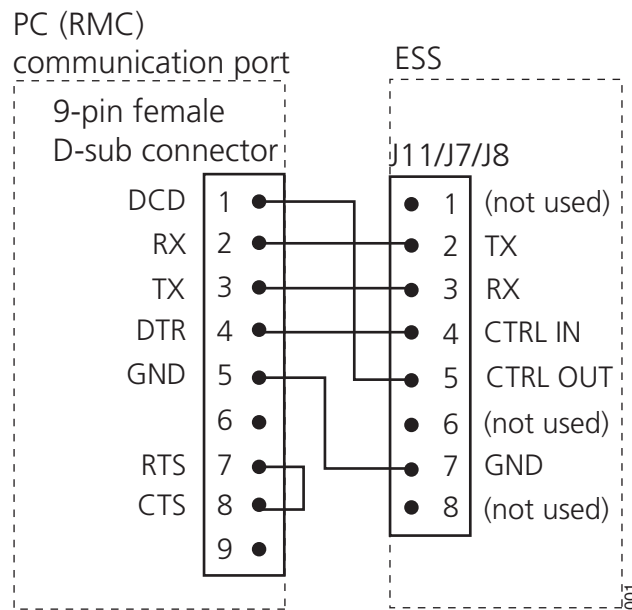 PC (RMC)
communication port
9-pin female
D-sub connector
DCD 1
RX 2
TX 3
DTR 4
GND 5
6
RTS 7
CTS 8
9
ESS
J11/J7/J8
1 (not used)
2 TX
3 RX
4 CTRL IN
5 CTRL OUT
6 (not used)
7 GND
8 (not used)
001